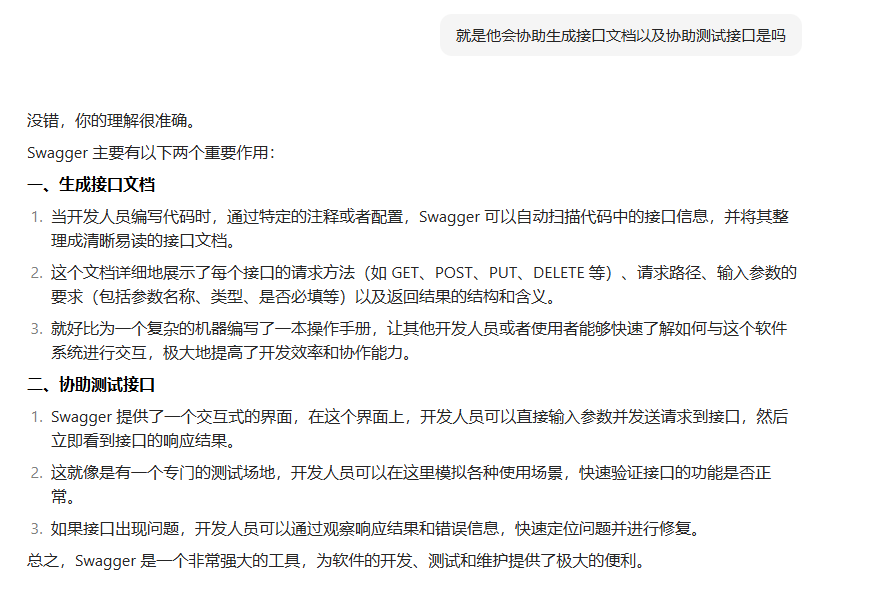 就是他会协助生成接口文档以及协助测试接口是吗
没错，你的理解很准确。
Swagger 主要有以下两个重要作用：
一、生成接口文档
1. 当开发人员编写代码时，通过特定的注释或者配置，Swagger 可以自动扫描代码中的接口信息，并将其整
理成清晰易读的接口文档。
2. 这个文档详细地展示了每个接口的请求方法（如 GET、POST、PUT、DELETE 等）、请求路径、输入参数的
要求（包括参数名称、类型、是否必填等）以及返回结果的结构和含义。
3. 就好比为一个复杂的机器编写了一本操作手册，让其他开发人员或者使用者能够快速了解如何与这个软件
系统进行交互，极大地提高了开发效率和协作能力。
二、协助测试接口
1. Swagger 提供了一个交互式的界面，在这个界面上，开发人员可以直接输入参数并发送请求到接口，然后
立即看到接口的响应结果。
2. 这就像是有一个专门的测试场地，开发人员可以在这里模拟各种使用场景，快速验证接口的功能是否正
常。
3. 如果接口出现问题，开发人员可以通过观察响应结果和错误信息，快速定位问题并进行修复。
总之，Swagger 是一个非常强大的工具，为软件的开发、测试和维护提供了极大的便利。